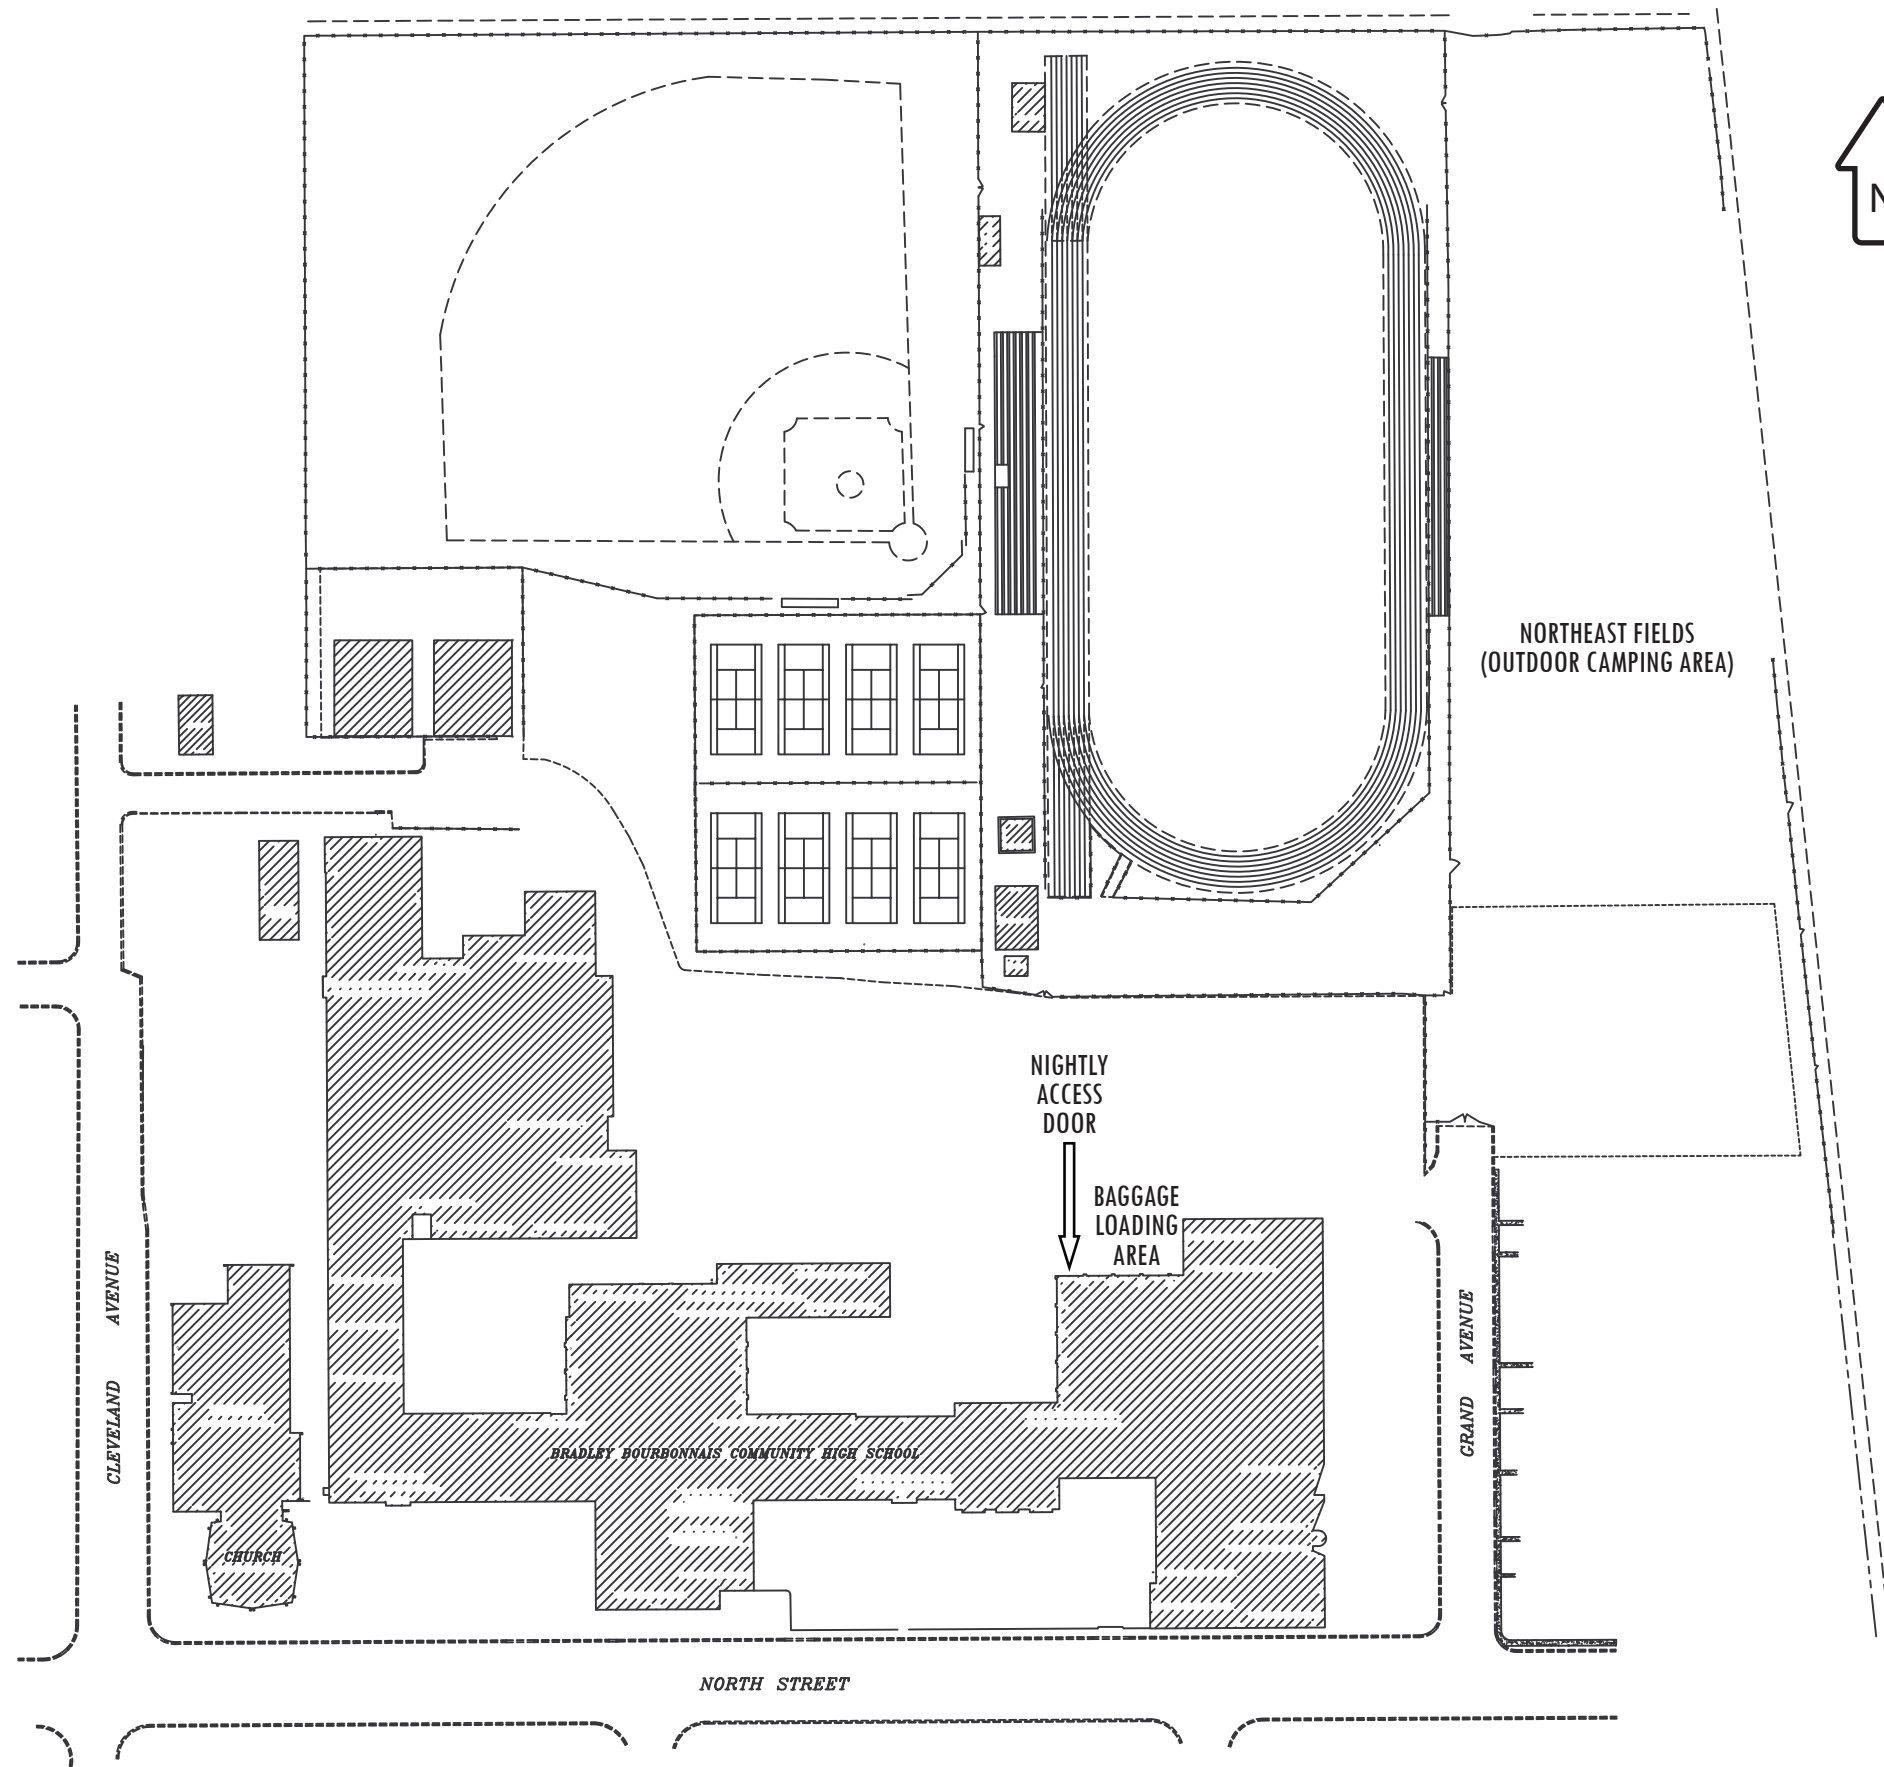 N
NORTHEAST FIELDS
(OUTDOOR CAMPING AREA)
NIGHTLY
ACCESS
DOOR
BAGGAGE
LOADING
AREA
CLEVELAND AVENUE
GRAND AVENUE
BRADLEY BOURBONNAIS COMMUNITY HIGH SCHOOL
CHURCH
NORTH STREET